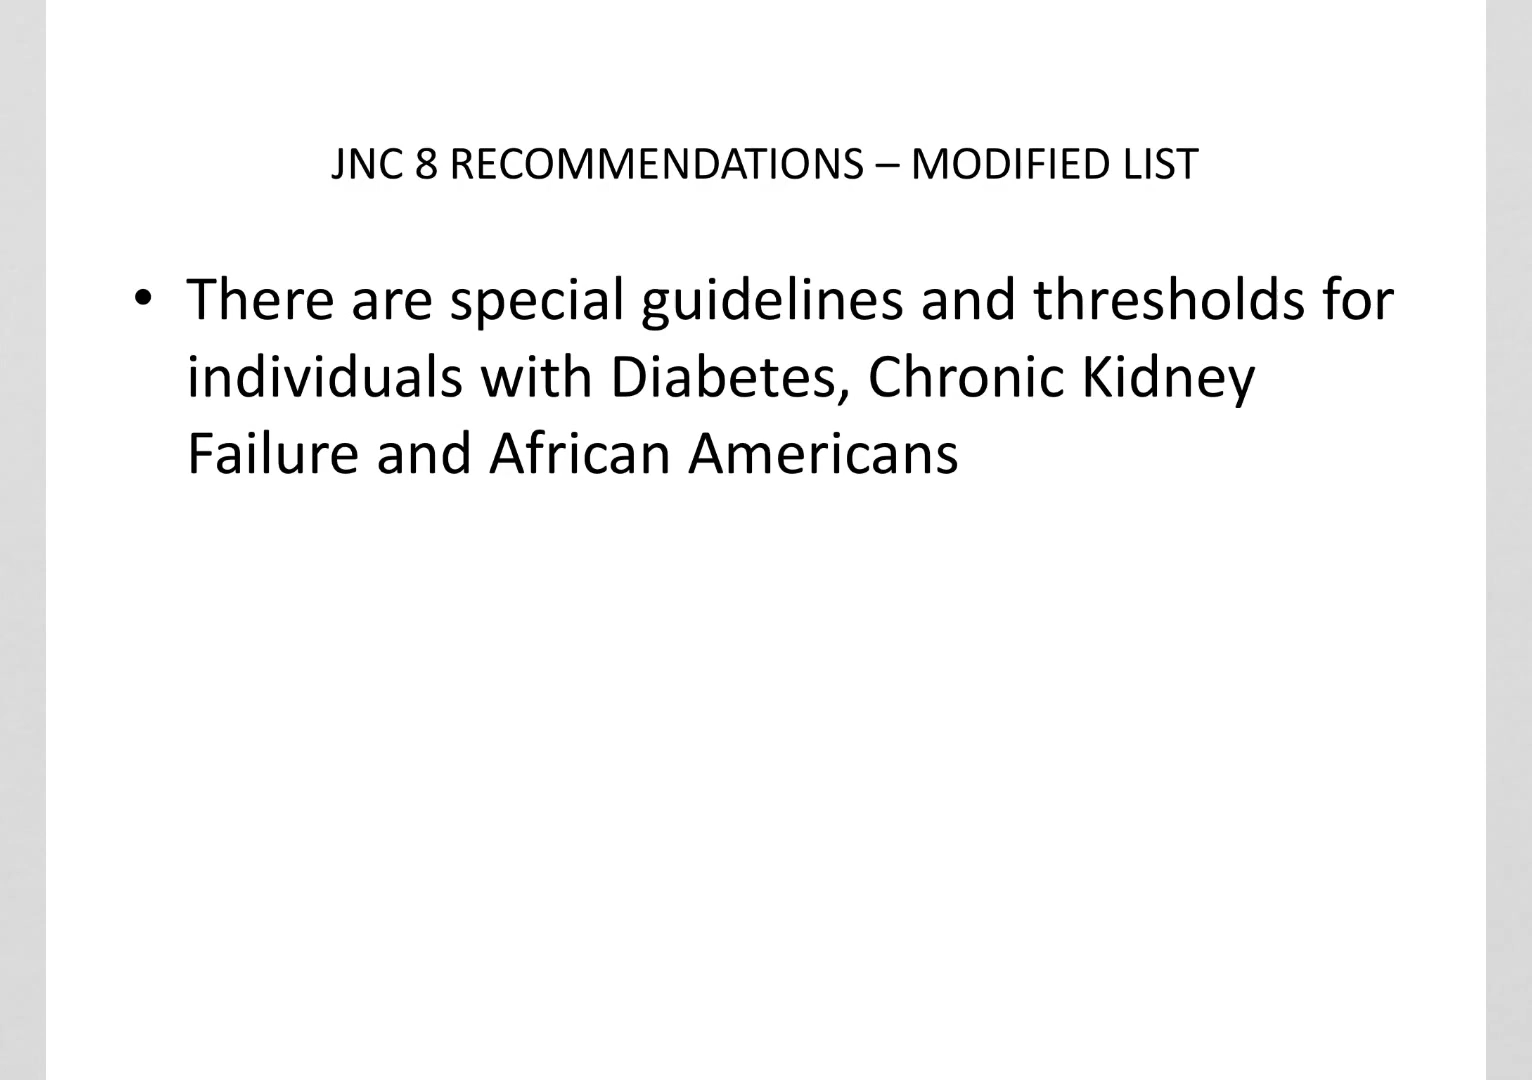 JNC 8 RECOMMENDATIONS – MODIFIED LIST
• There are special guidelines and thresholds for
individuals with Diabetes, Chronic Kidney
Failure and African Americans